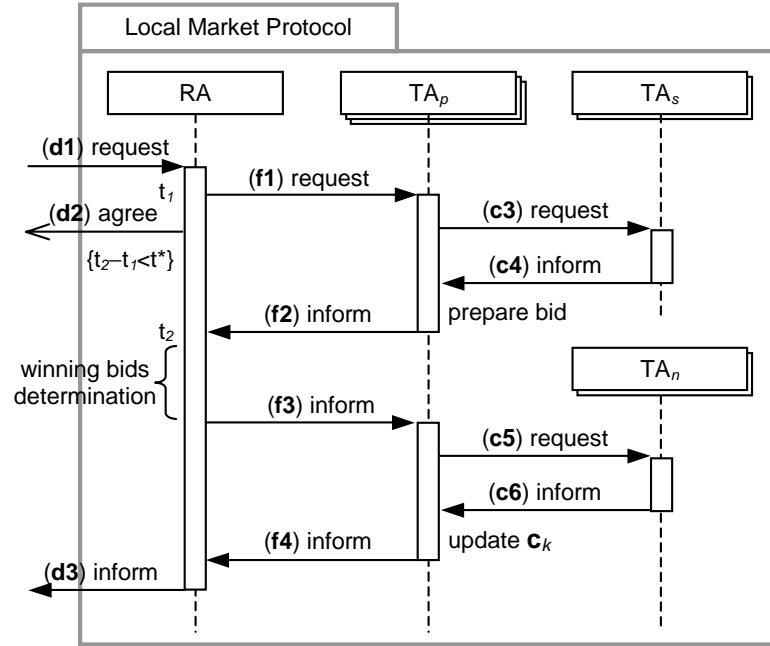 Local Market Protocol
RA
TAp
TAs
(d1) request
t1
(f1) request
(d2) agree
(c3) request
{t2–t1<t*}
(c4) inform
(f2) inform
prepare bid
t2
winning bids
determination
TAn
(f3) inform
(c5) request
(c6) inform
(f4) inform
update ck
(d3) inform